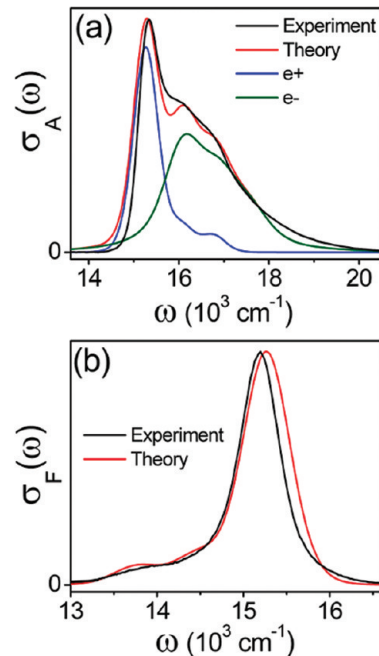 (a)
Experiment
Theory
e+
e-
σA(ω)
0
14 16 18 20
ω (10³ cm⁻¹)
(b)
Experiment
Theory
σF(ω)
0
13 14 15 16
ω (10³ cm⁻¹)